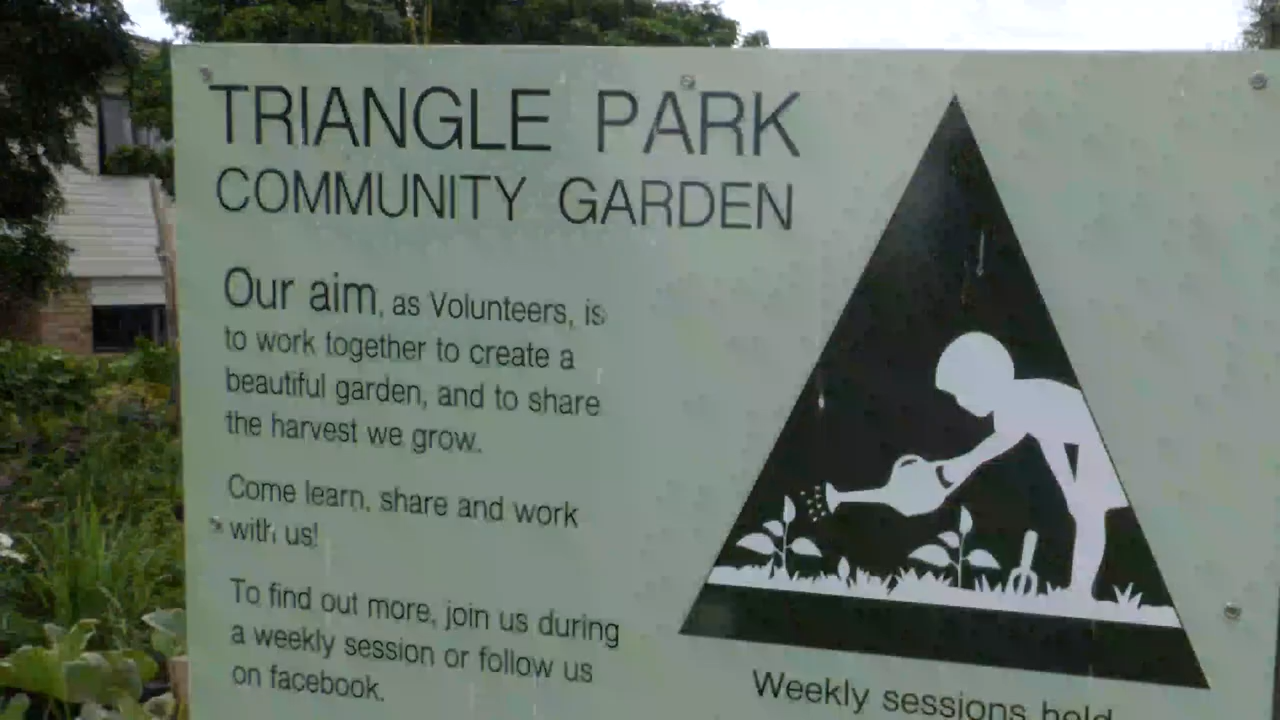 TRIANGLE PARK
COMMUNITY GARDEN
Our aim, as Volunteers, is
to work together to create a
beautiful garden, and to share
the harvest we grow.
Come learn, share and work
with us!
To find out more, join us during
a weekly session or follow us
on facebook.
Weekly sessions held